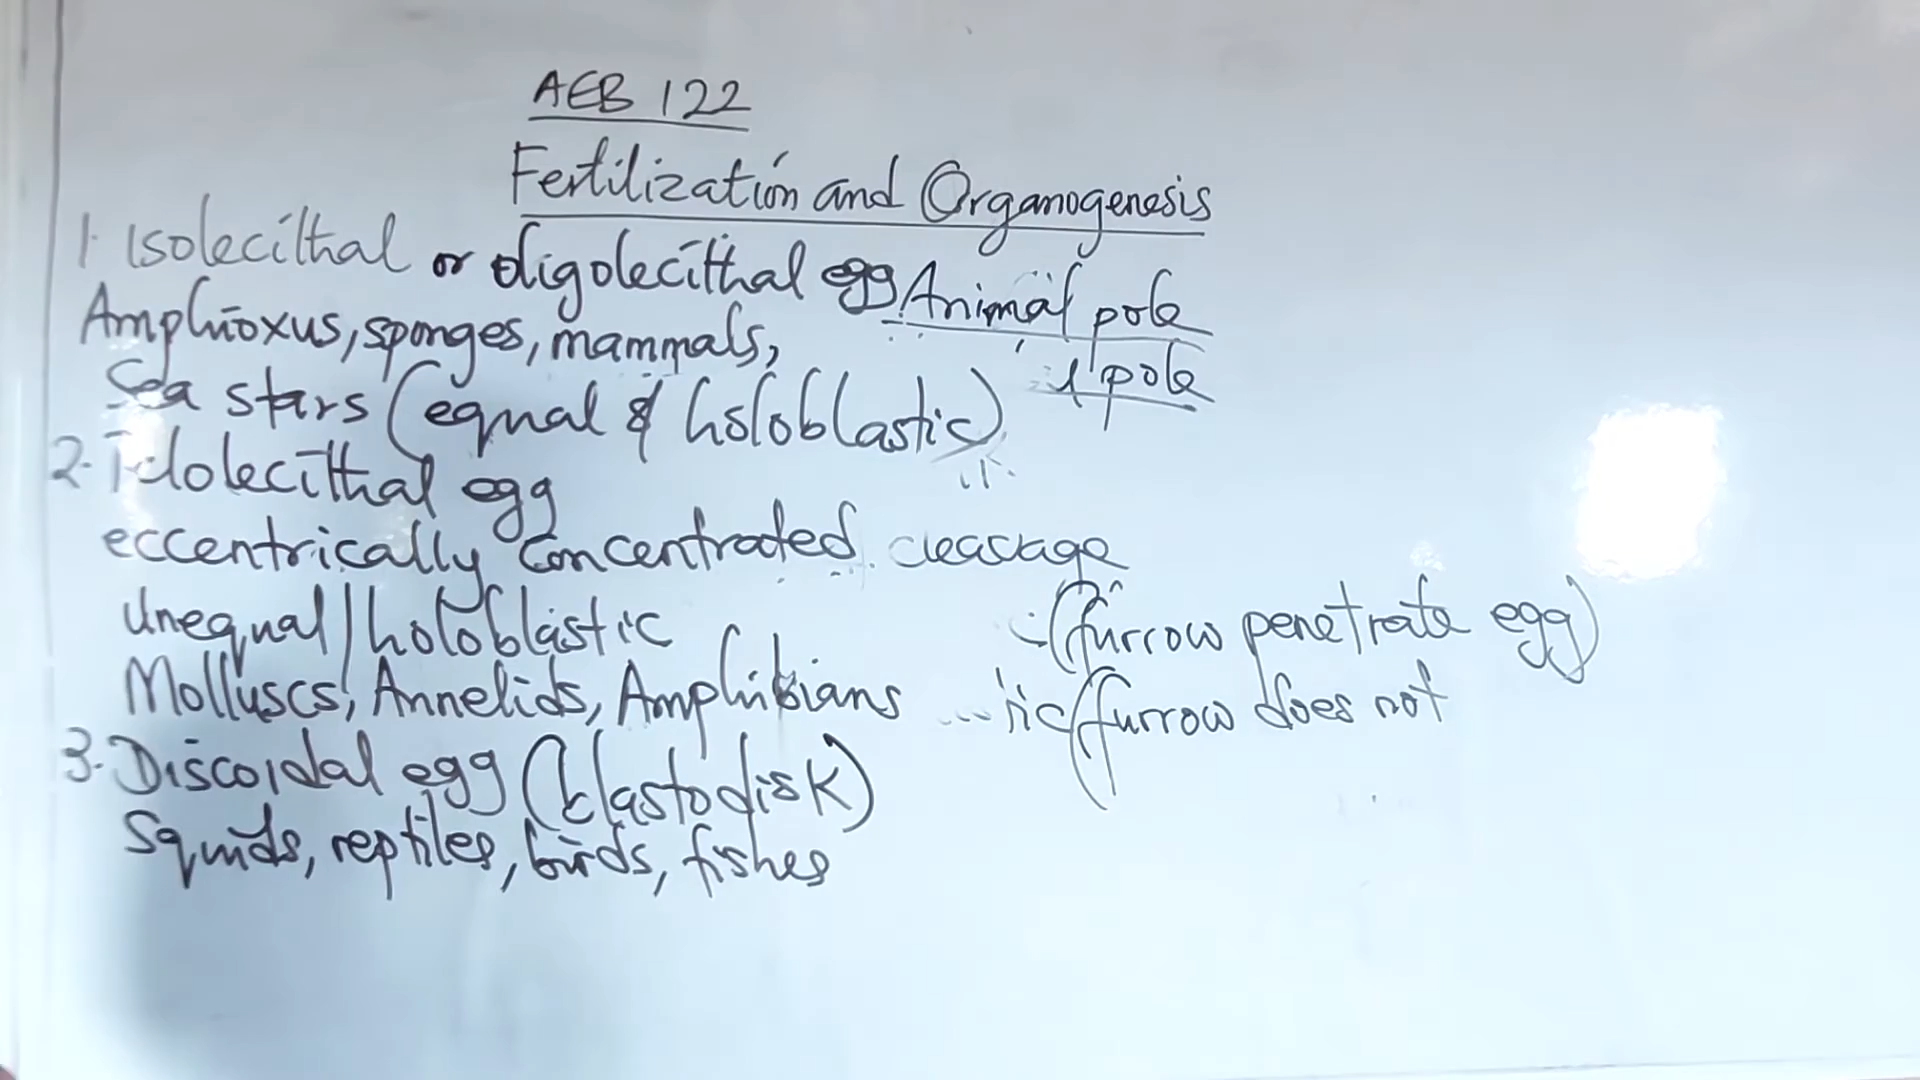 AEB 122
Fertilization and Organogenesis
1. Isolecithal or oligolecithal egg
Amphioxus, sponges, mammals,
Sea stars (equal & holoblastic)
Animal pole
pole
2. Telolecithal egg
eccentrically concentrated
Unequal/holoblastic
Molluscs, Annelids, Amphibians
3. Discoidal egg (blastodisk)
Squids, reptiles, birds, fishes
cleavage
(furrow penetrate egg)
tic (furrow does not